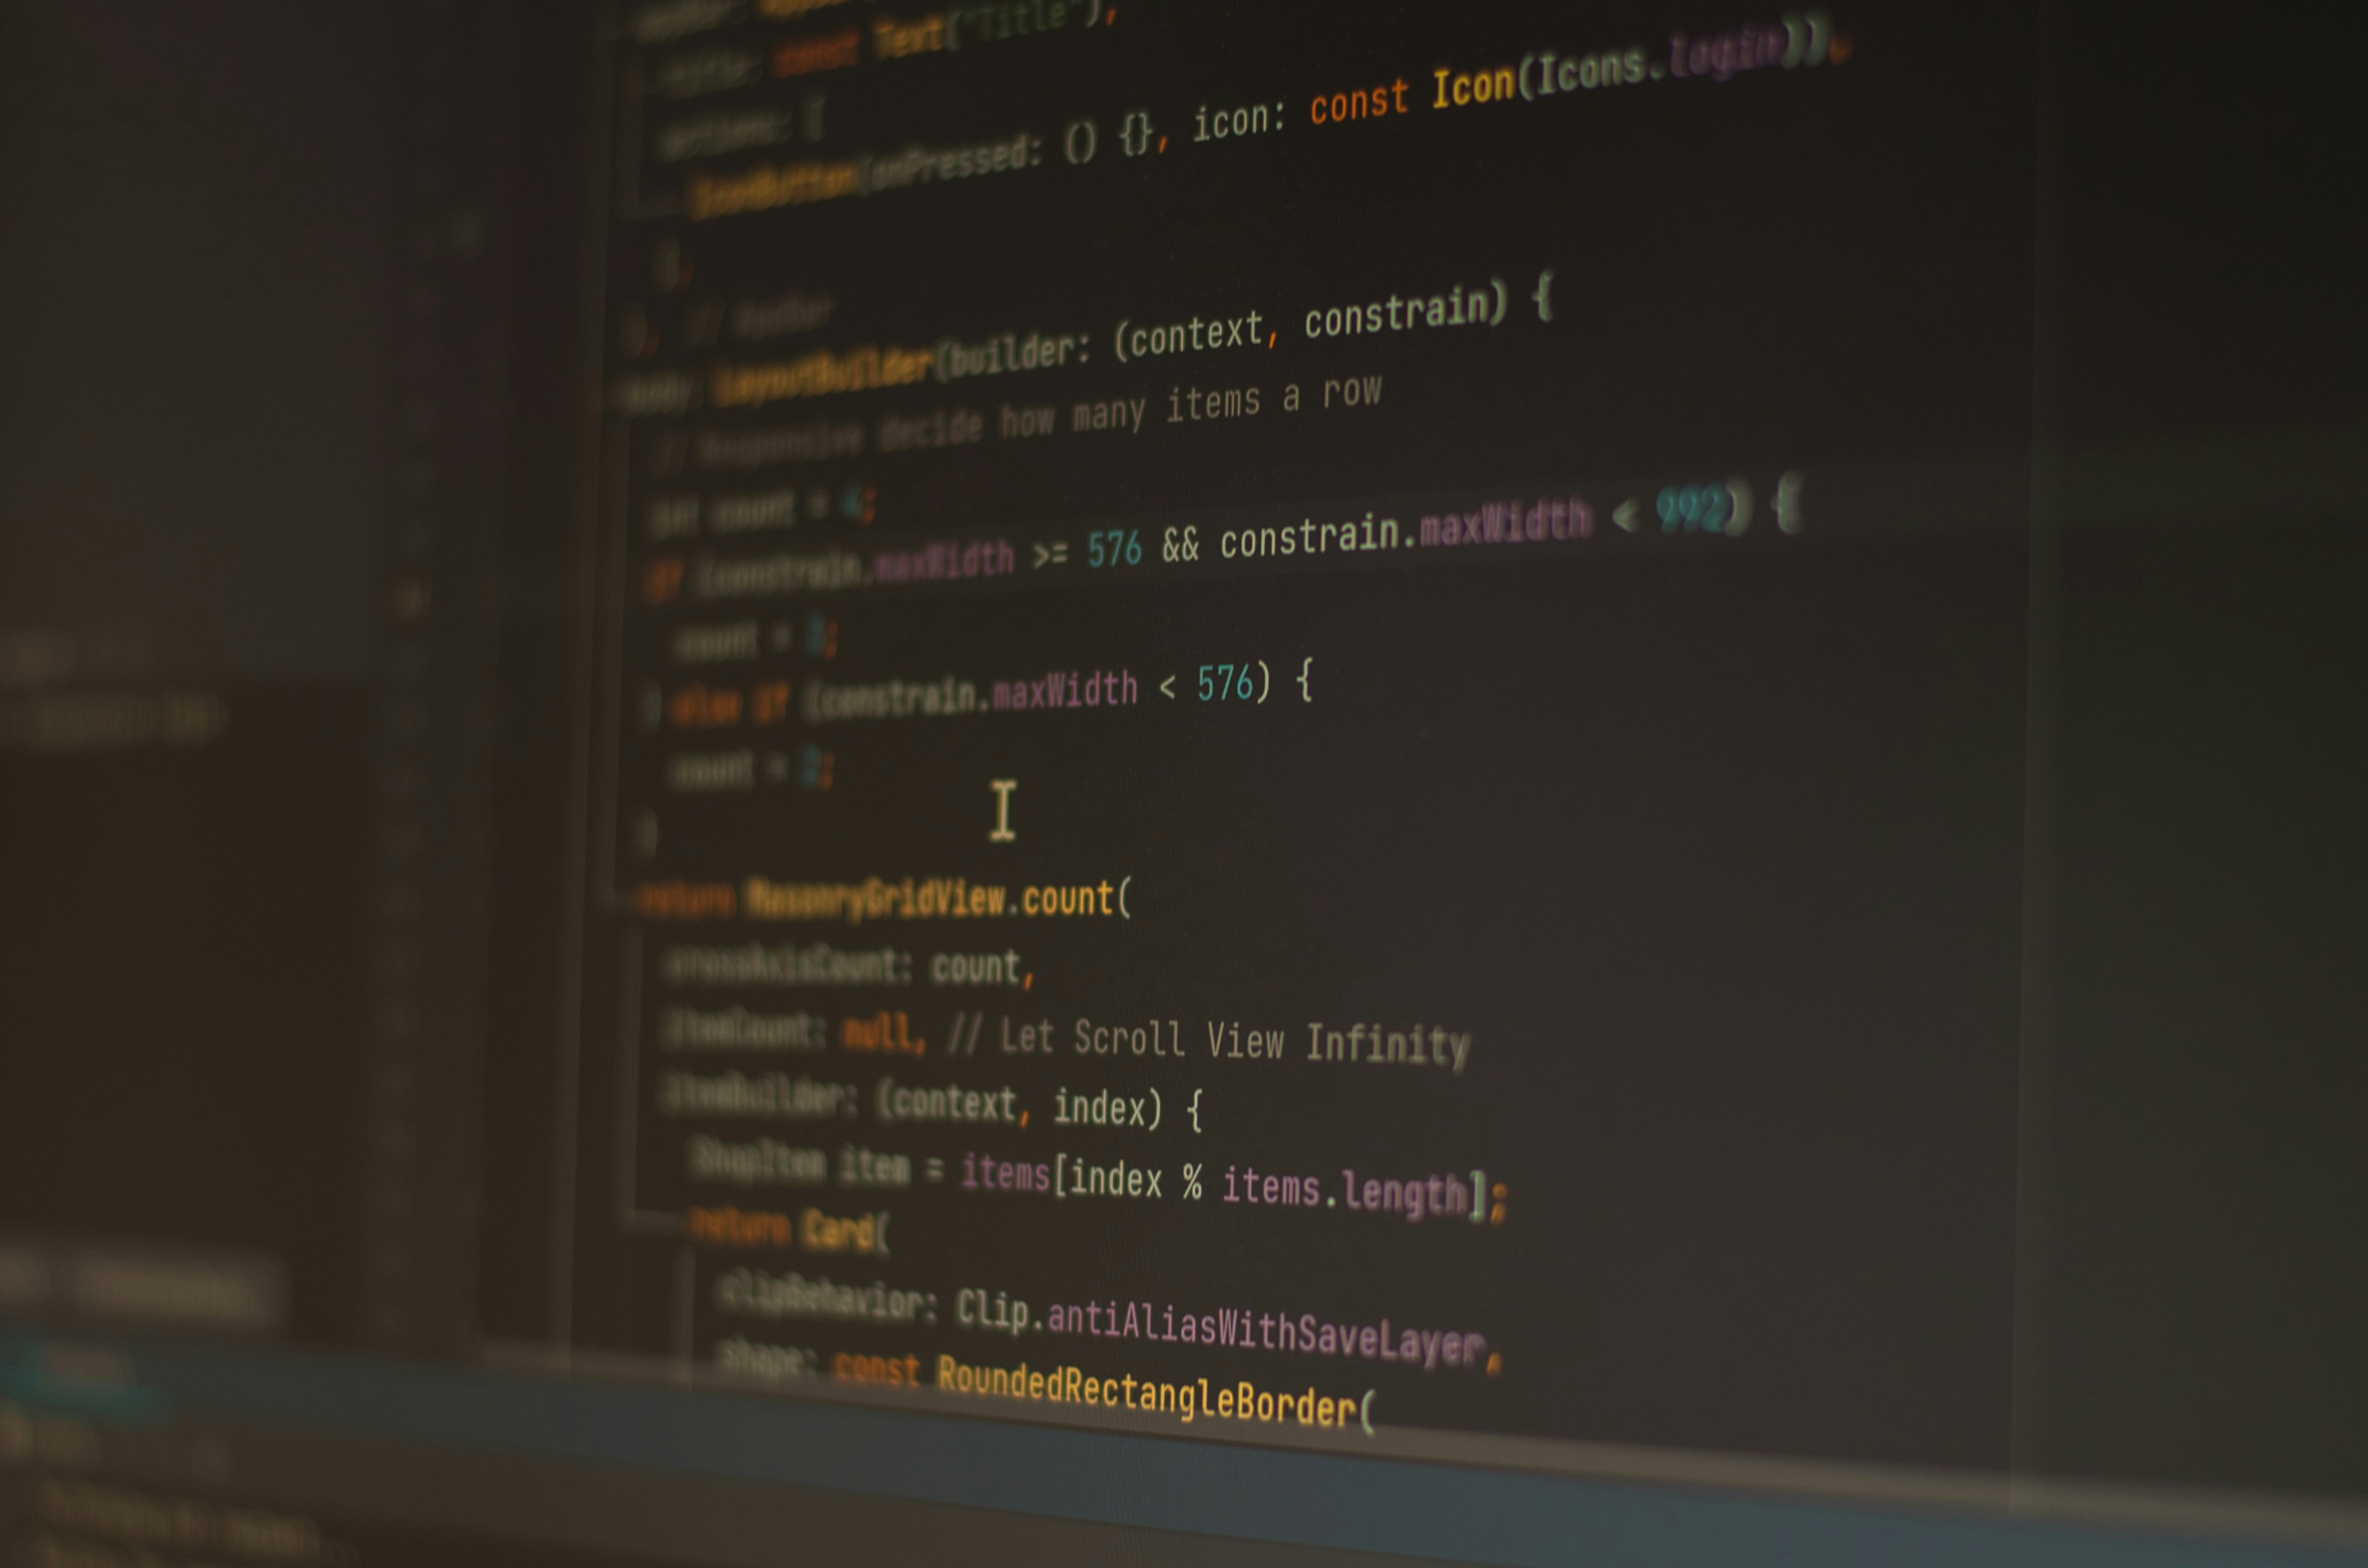 title: const Text("Title"),
actions: [
IconButton(onPressed: () {}, icon: const Icon(Icons.login)),
],
), // AppBar
body: LayoutBuilder(builder: (context, constrain) {
// Responsive decide how many items a row
int count = 4;
if (constrain.maxWidth >= 576 && constrain.maxWidth < 992) {
count = 3;
} else if (constrain.maxWidth < 576) {
count = 2;
}
return MasonryGridView.count(
crossAxisCount: count,
itemCount: null, // Let Scroll View Infinity
itemBuilder: (context, index) {
ShopItem item = items[index % items.length];
return Card(
clipBehavior: Clip.antiAliasWithSaveLayer,
shape: const RoundedRectangleBorder(